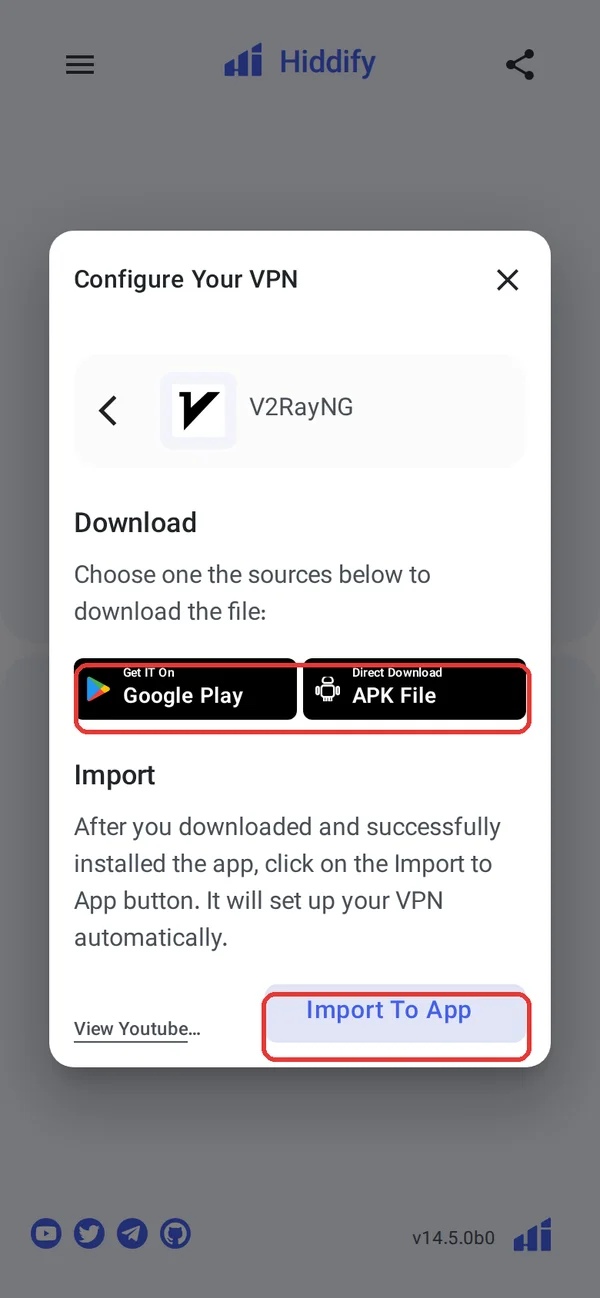 Hiddify
Configure Your VPN
V2RayNG
Download
Choose one the sources below to
download the file:
Get IT On
Google Play
Direct Download
APK File
Import
After you downloaded and successfully
installed the app, click on the Import to
App button. It will set up your VPN
automatically.
View Youtube...
Import To App
v14.5.0b0